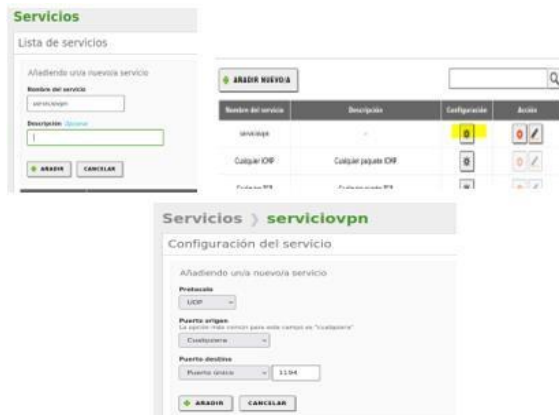 Servicios
Lista de servicios
Añadiendo un/a nuevo/a servicio
Nombre del servicio
serviciovpn
Descripción Opcional
AÑADIR
CANCELAR
AÑADIR NUEVO/A
Nombre del servicio Descripción Configuración Acción
serviciovpn -
Cualquier ICMP Cualquier paquete ICMP
Servicios > serviciovpn
Configuración del servicio
Añadiendo un/a nuevo/a servicio
Protocolo
UDP
Puerto origen
La opción más común para este campo es "cualquiera"
Cualquiera
Puerto destino
Puerto único 1194
AÑADIR CANCELAR